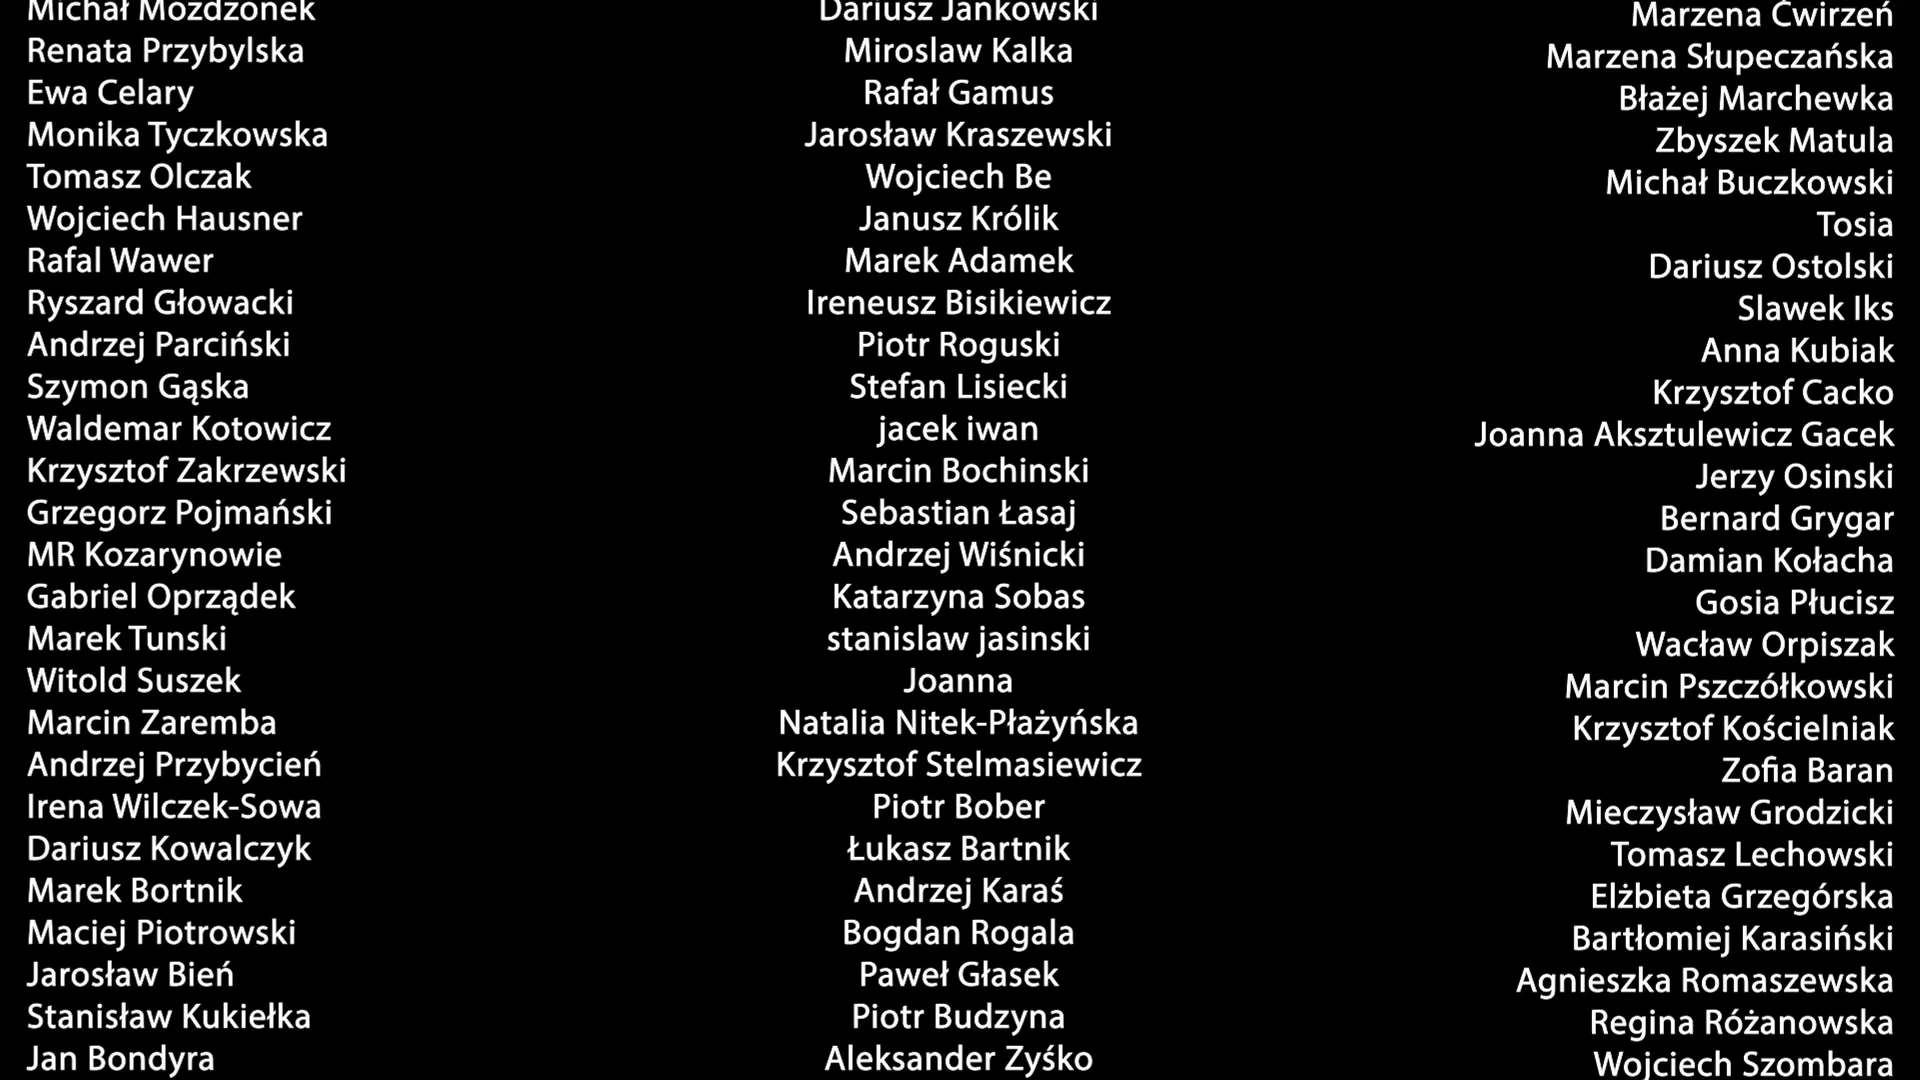 Michał Możdżonek
Renata Przybylska
Ewa Celary
Monika Tyczkowska
Tomasz Olczak
Wojciech Hausner
Rafal Wawer
Ryszard Głowacki
Andrzej Parciński
Szymon Gąska
Waldemar Kotowicz
Krzysztof Zakrzewski
Grzegorz Pojmański
MR Kozarynowie
Gabriel Oprządek
Marek Tunski
Witold Suszek
Marcin Zaremba
Andrzej Przybycień
Irena Wilczek-Sowa
Dariusz Kowalczyk
Marek Bortnik
Maciej Piotrowski
Jarosław Bień
Stanisław Kukiełka
Jan Bondyra
Dariusz Jankowski
Miroslaw Kalka
Rafał Gamus
Jarosław Kraszewski
Wojciech Be
Janusz Królik
Marek Adamek
Ireneusz Bisikiewicz
Piotr Roguski
Stefan Lisiecki
jacek iwan
Marcin Bochinski
Sebastian Łasaj
Andrzej Wiśnicki
Katarzyna Sobas
stanislaw jasinski
Joanna
Natalia Nitek-Płażyńska
Krzysztof Stelmasiewicz
Piotr Bober
Łukasz Bartnik
Andrzej Karaś
Bogdan Rogala
Paweł Głasek
Piotr Budzyna
Aleksander Zyśko
Marzena Ćwirzeń
Marzena Słupeczańska
Błażej Marchewka
Zbyszek Matula
Michał Buczkowski
Tosia
Dariusz Ostolski
Slawek Iks
Anna Kubiak
Krzysztof Cacko
Joanna Aksztulewicz Gacek
Jerzy Osinski
Bernard Grygar
Damian Kołacha
Gosia Płucisz
Wacław Orpiszak
Marcin Pszczółkowski
Krzysztof Kościelniak
Zofia Baran
Mieczysław Grodzicki
Tomasz Lechowski
Elżbieta Grzegórska
Bartłomiej Karasiński
Agnieszka Romaszewska
Regina Różanowska
Wojciech Szombara